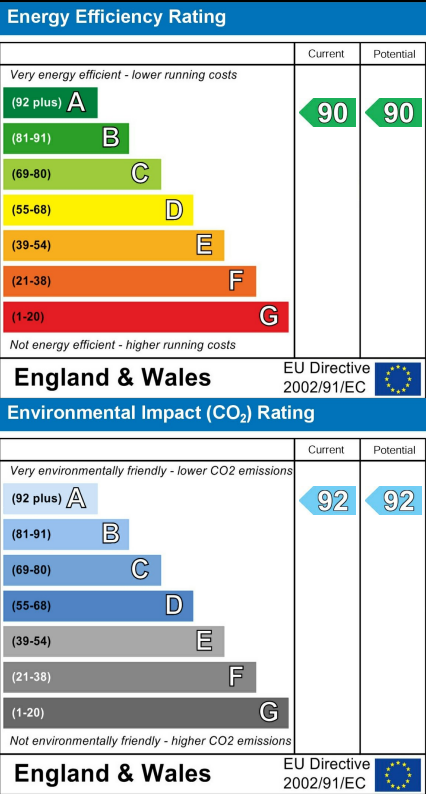 Energy Efficiency Rating
Current Potential
Very energy efficient - lower running costs
(92 plus) A
90 90
(81-91) B
(69-80) C
(55-68) D
(39-54) E
(21-38) F
(1-20) G
Not energy efficient - higher running costs
England & Wales
EU Directive
2002/91/EC
Environmental Impact (CO₂) Rating
Current Potential
Very environmentally friendly - lower CO2 emissions
(92 plus) A
92 92
(81-91) B
(69-80) C
(55-68) D
(39-54) E
(21-38) F
(1-20) G
Not environmentally friendly - higher CO2 emissions
England & Wales
EU Directive
2002/91/EC